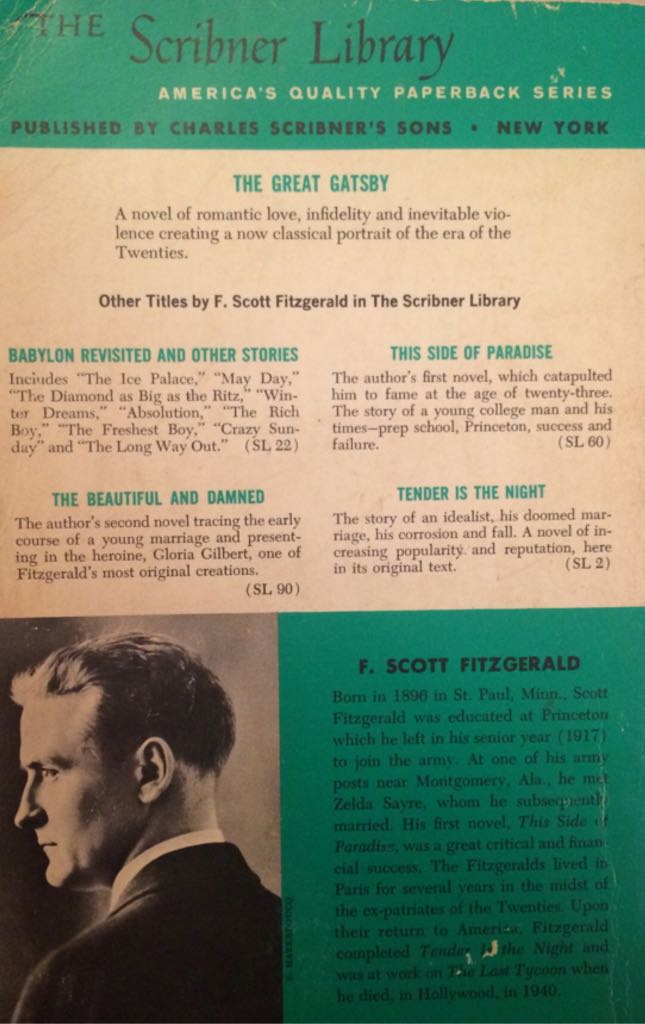 THE Scribner Library
AMERICA'S QUALITY PAPERBACK SERIES
PUBLISHED BY CHARLES SCRIBNER'S SONS • NEW YORK
THE GREAT GATSBY
A novel of romantic love, infidelity and inevitable vio-
lence creating a now classical portrait of the era of the
Twenties.
Other Titles by F. Scott Fitzgerald in The Scribner Library
BABYLON REVISITED AND OTHER STORIES
Includes "The Ice Palace," "May Day,"
"The Diamond as Big as the Ritz," "Win-
ter Dreams," "Absolution," "The Rich
Boy," "The Freshest Boy," "Crazy Sun-
day" and "The Long Way Out." (SL 22)
THIS SIDE OF PARADISE
The author's first novel, which catapulted
him to fame at the age of twenty-three.
The story of a young college man and his
times—prep school, Princeton, success and
failure. (SL 60)
THE BEAUTIFUL AND DAMNED
The author's second novel tracing the early
course of a young marriage and present-
ing in the heroine, Gloria Gilbert, one of
Fitzgerald's most original creations.
(SL 90)
TENDER IS THE NIGHT
The story of an idealist, his doomed mar-
riage, his corrosion and fall. A novel of in-
creasing popularity and reputation, here
in its original text. (SL 2)
F. SCOTT FITZGERALD
Born in 1896 in St. Paul, Minn., Scott
Fitzgerald was educated at Princeton
which he left in his senior year (1917)
to join the army. At one of his army
posts near Montgomery, Ala., he met
Zelda Sayre, whom he subsequently
married. His first novel, This Side of
Paradise, was a great critical and finan-
cial success. The Fitzgeralds lived in
Paris for several years in the midst of
the ex-patriates of the Twenties. Upon
their return to America, Fitzgerald
completed Tender Is the Night and
was at work on The Last Tycoon when
he died, in Hollywood, in 1940.